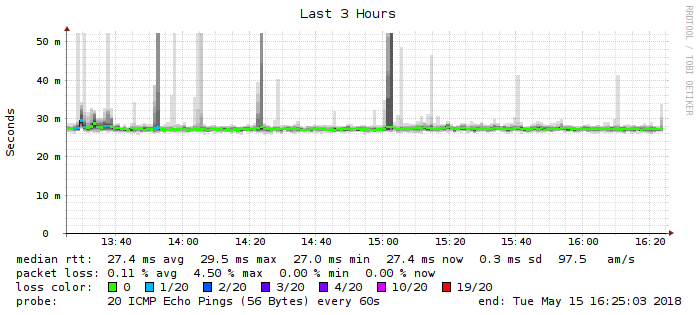 Last 3 Hours
RRDTOOL / TOBI OETIKER
Seconds
50 m
40 m
30 m
20 m
10 m
0
13:40 14:00 14:20 14:40 15:00 15:20 15:40 16:00 16:20
median rtt: 27.4 ms avg 29.5 ms max 27.0 ms min 27.4 ms now 0.3 ms sd 97.5 am/s
packet loss: 0.11 % avg 4.50 % max 0.00 % min 0.00 % now
loss color: 0 1/20 2/20 3/20 4/20 10/20 19/20
probe: 20 ICMP Echo Pings (56 Bytes) every 60s end: Tue May 15 16:25:03 2018